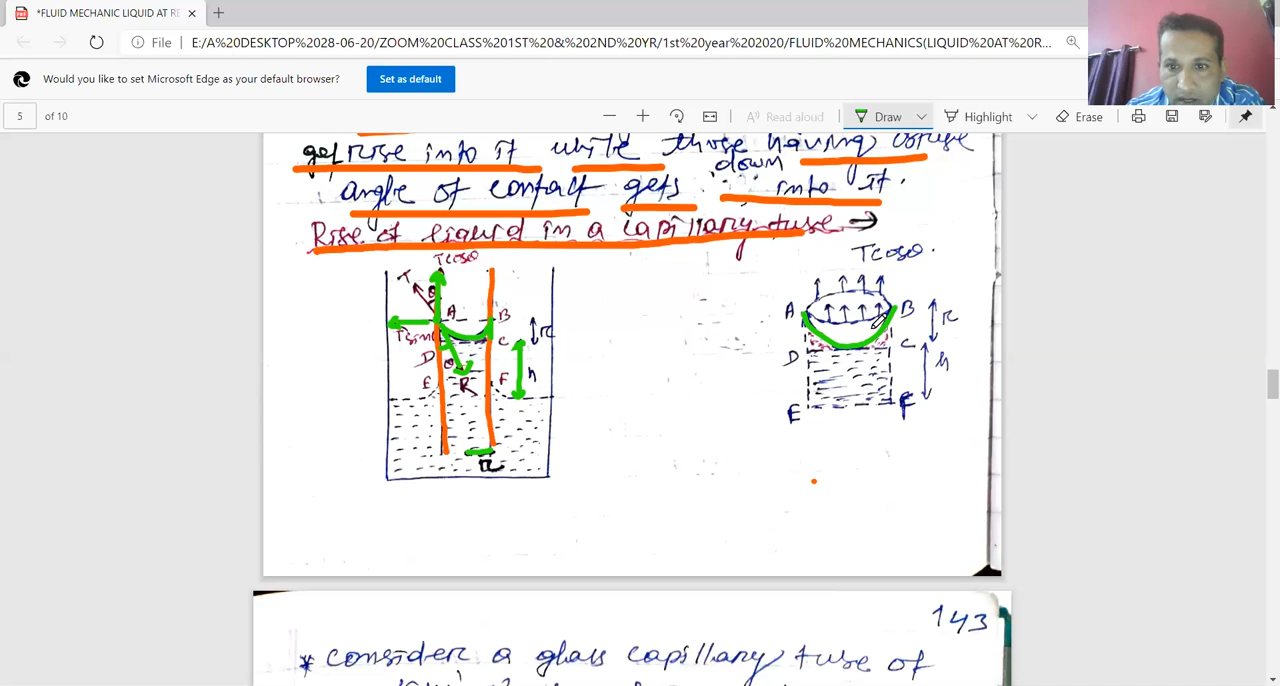 *FLUID MECHANIC LIQUID AT RE
File
E:/A%20DESKTOP%2028-06-20/ZOOM%20CLASS%201ST%20&%202ND%20YR/1st%20year%202020/FLUID%20MECHANICS(LIQUID%20AT%20R...
Would you like to set Microsoft Edge as your default browser?
Set as default
5 of 10
Read aloud
Draw
Highlight
Erase
get rise into it while those having obtuse
angle of contact gets down into it.
Rise of liquid in a capillary tube →
Tcosθ
Tcosθ.
T
θ
A
B
r
Tsinθ
D
C
θ
E
F
R
h
r
A
B
r
D
C
h
E
F
143
* consider a glass capillary tube of